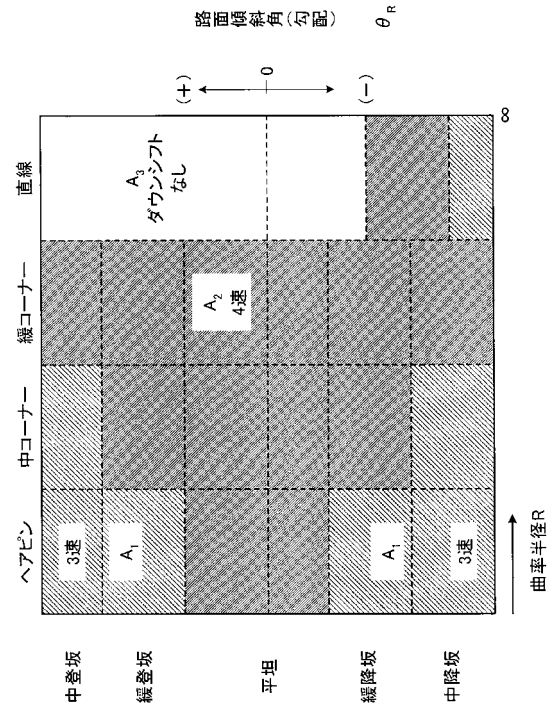 路面傾斜角(勾配) θR
(+)
0
(-)
∞
ヘアピン
中コーナー
緩コーナー
直線
中登坂
緩登坂
平坦
緩降坂
中降坂
3速
A1
A2
4速
A3
ダウンシフト
なし
A1
3速
曲率半径R